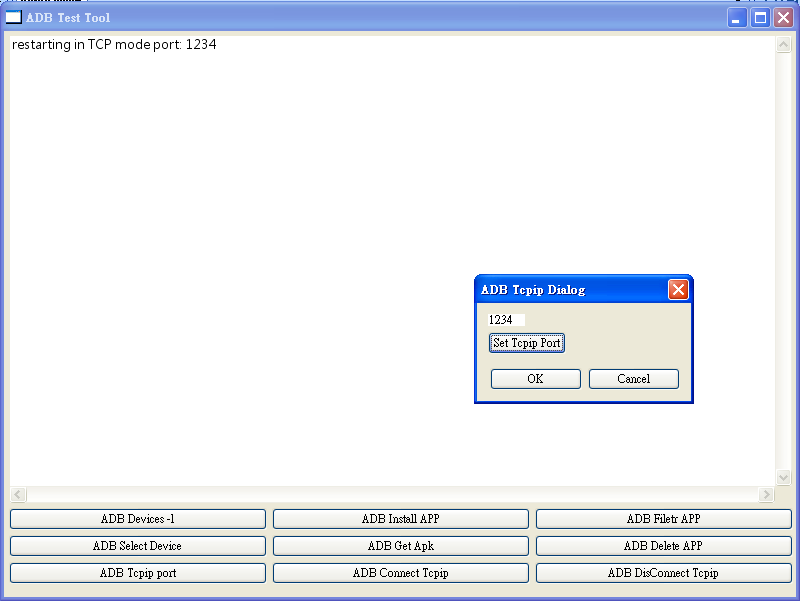 ADB Test Tool
restarting in TCP mode port: 1234
ADB Tcpip Dialog
1234
Set Tcpip Port
OK Cancel
ADB Devices -l ADB Install APP ADB Filetr APP
ADB Select Device ADB Get Apk ADB Delete APP
ADB Tcpip port ADB Connect Tcpip ADB DisConnect Tcpip